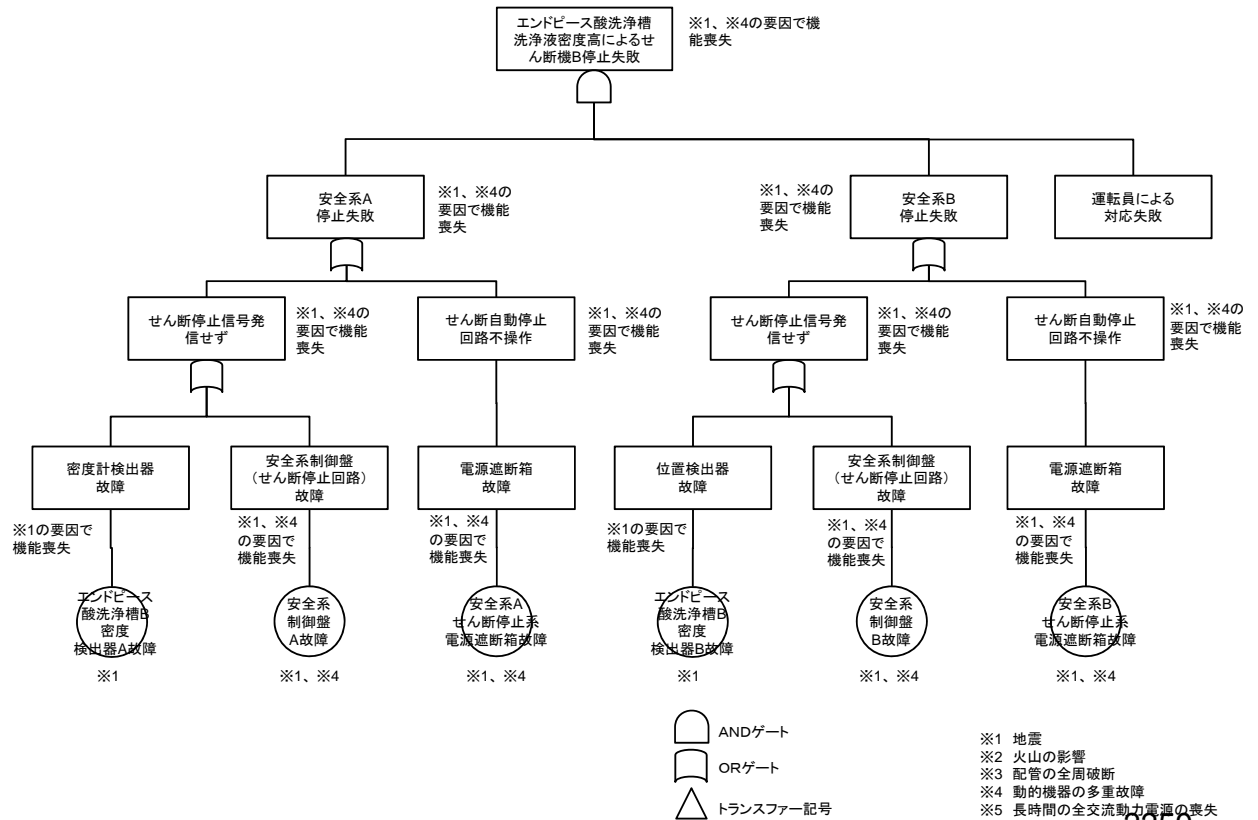 エンドピース酸洗浄槽
洗浄液密度高によるせ
ん断機B停止失敗
※1、※4の要因で機
能喪失
安全系A
停止失敗
※1、※4の
要因で機能
喪失
※1、※4の
要因で機能
喪失
安全系B
停止失敗
運転員による
対応失敗
せん断停止信号発
信せず
※1、※4の
要因で機能
喪失
せん断自動停止
回路不操作
※1、※4の
要因で機能
喪失
せん断停止信号発
信せず
※1、※4の
要因で機能
喪失
せん断自動停止
回路不操作
※1、※4の
要因で機能
喪失
密度計検出器
故障
安全系制御盤
(せん断停止回路)
故障
電源遮断箱
故障
位置検出器
故障
安全系制御盤
(せん断停止回路)
故障
電源遮断箱
故障
※1の要因で
機能喪失
※1、※4
の要因で
機能喪失
※1、※4
の要因で
機能喪失
※1の要因で
機能喪失
※1、※4
の要因で
機能喪失
※1、※4
の要因で
機能喪失
エンドピース
酸洗浄槽B
密度
検出器A故障
安全系
制御盤
A故障
安全系A
せん断停止系
電源遮断箱故障
エンドピース
酸洗浄槽B
密度
検出器B故障
安全系
制御盤
B故障
安全系B
せん断停止系
電源遮断箱故障
※1
※1、※4
※1、※4
※1
※1、※4
※1、※4
ANDゲート
ORゲート
トランスファー記号
※1 地震
※2 火山の影響
※3 配管の全周破断
※4 動的機器の多重故障
※5 長時間の全交流動力電源の喪失